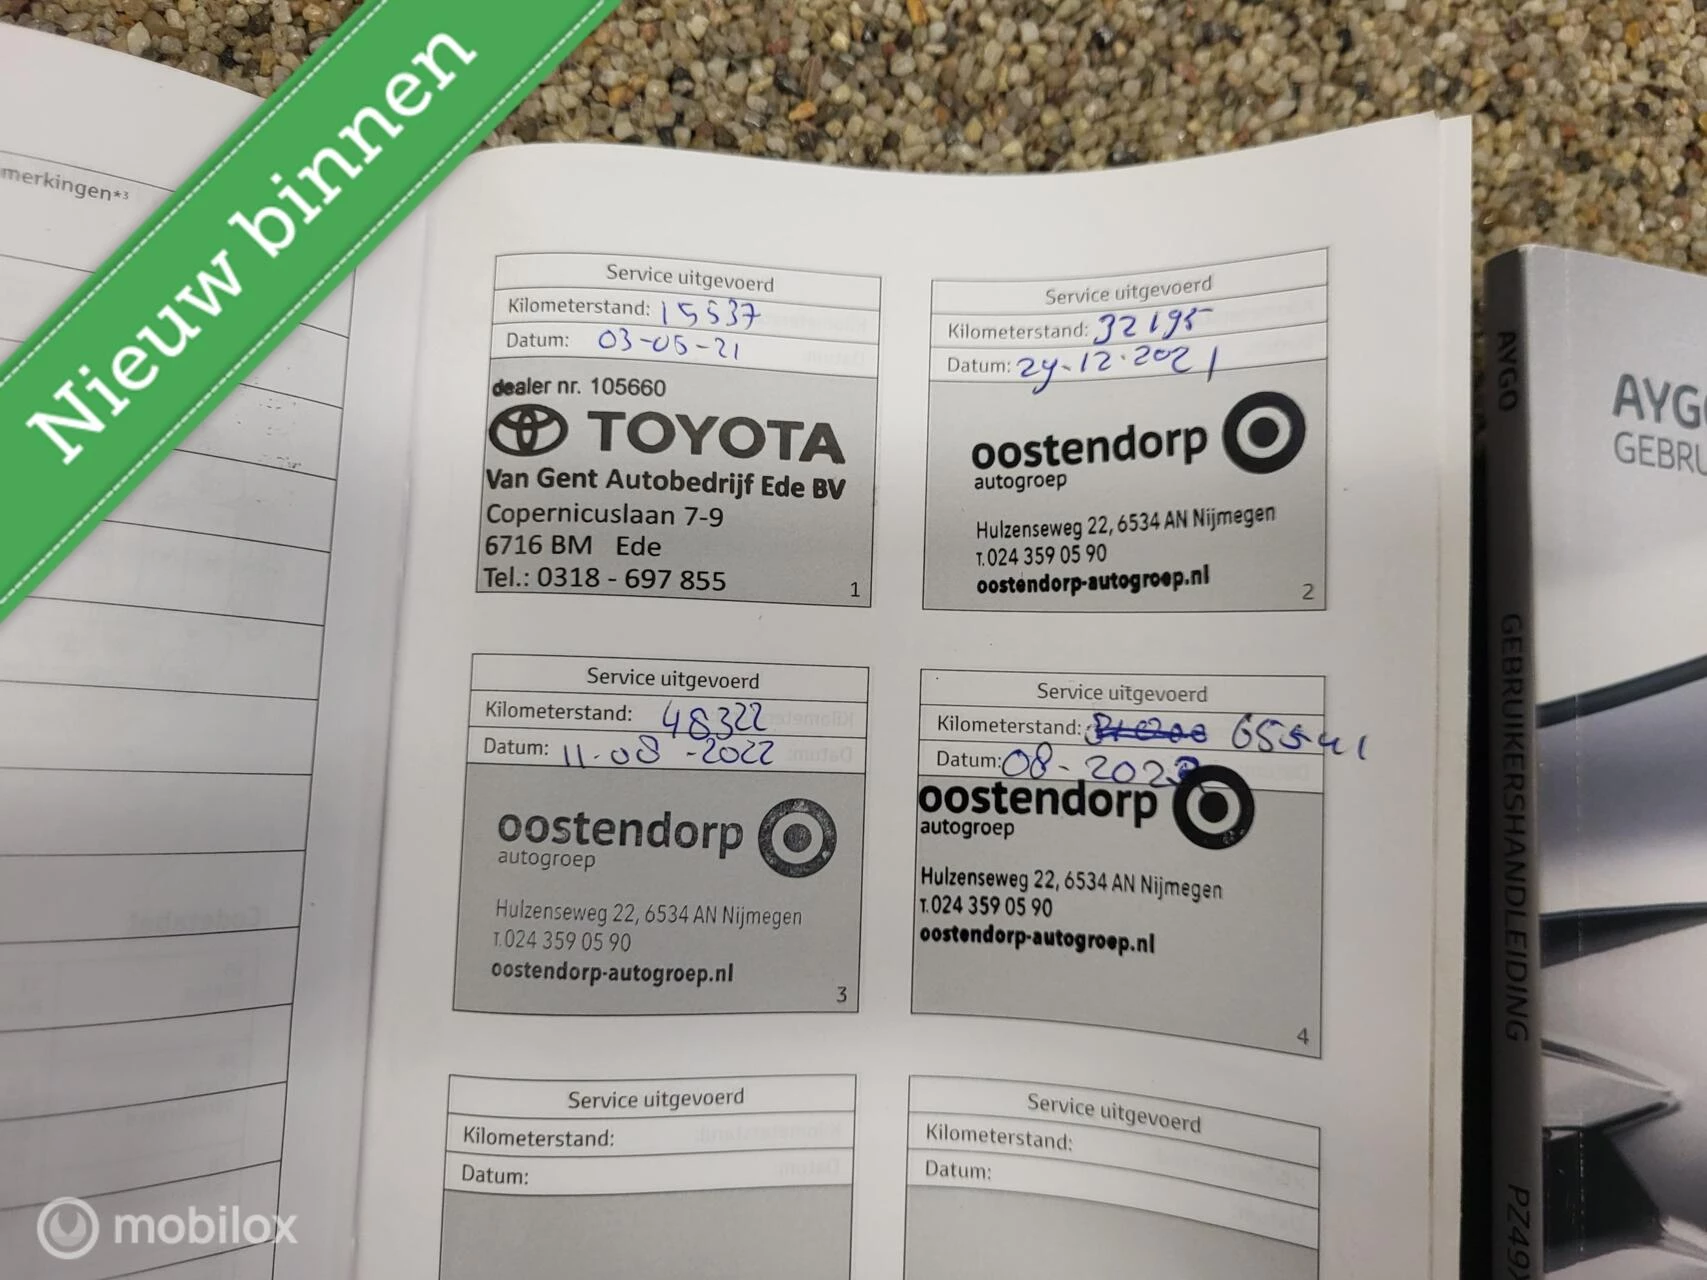 Nieuw binnen
merkingen*3
Service uitgevoerd
Kilometerstand: 15537
Datum: 03-05-21
dealer nr. 105660
TOYOTA
Van Gent Autobedrijf Ede BV
Copernicuslaan 7-9
6716 BM Ede
Tel.: 0318 - 697 855
1
Service uitgevoerd
Kilometerstand: 32195
Datum: 29-12-2021
oostendorp
autogroep
Hulzenseweg 22, 6534 AN Nijmegen
T. 024 359 05 90
oostendorp-autogroep.nl
2
Service uitgevoerd
Kilometerstand: 48322
Datum: 11-08-2022
oostendorp
autogroep
Hulzenseweg 22, 6534 AN Nijmegen
T. 024 359 05 90
oostendorp-autogroep.nl
3
Service uitgevoerd
Kilometerstand: 65541
Datum: 08-2023
oostendorp
autogroep
Hulzenseweg 22, 6534 AN Nijmegen
T. 024 359 05 90
oostendorp-autogroep.nl
4
Service uitgevoerd
Kilometerstand:
Datum:
Service uitgevoerd
Kilometerstand:
Datum:
AYGO
GEBRUIKERSHANDLEIDING
PZ49
AYG
GEBRU
mobilox